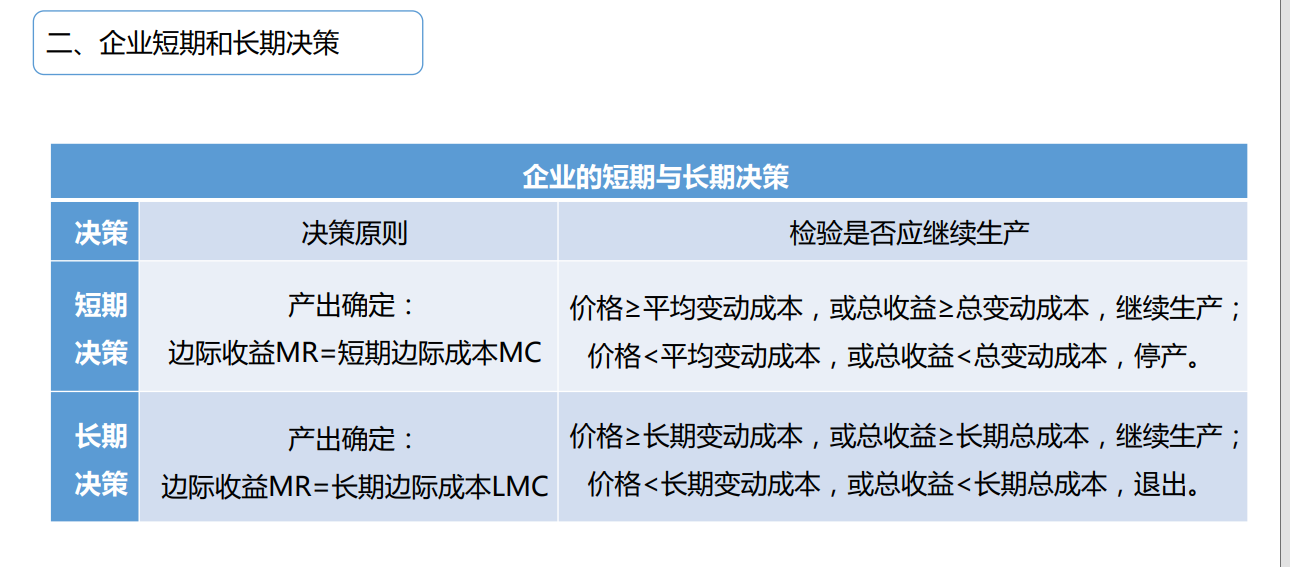 二、企业短期和长期决策
企业的短期与长期决策
决策
决策原则
检验是否应继续生产
短期
决策
产出确定：
边际收益MR=短期边际成本MC
价格≥平均变动成本，或总收益≥总变动成本，继续生产；
价格<平均变动成本，或总收益<总变动成本，停产。
长期
决策
产出确定：
边际收益MR=长期边际成本LMC
价格≥长期变动成本，或总收益≥长期总成本，继续生产；
价格<长期变动成本，或总收益<长期总成本，退出。